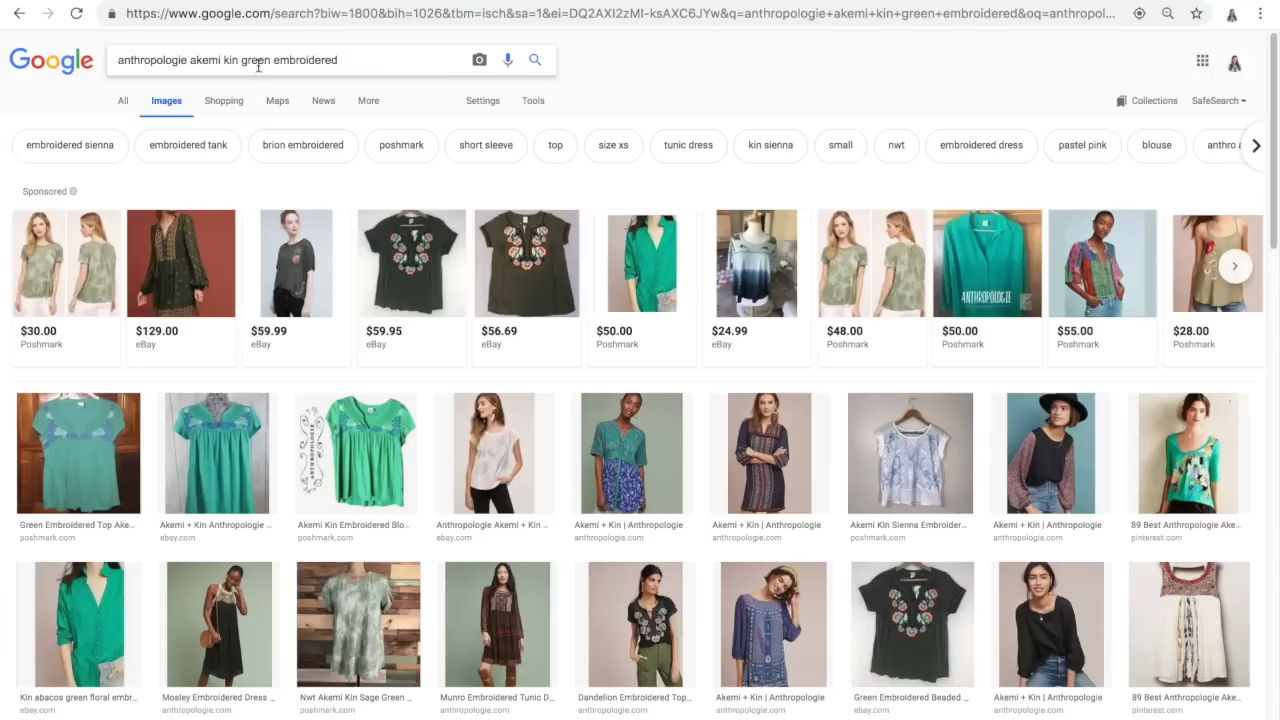 https://www.google.com/search?biw=1800&bih=1026&tbm=isch&sa=1&ei=DQ2AXI2zMI-ksAXC6JYw&q=anthropologie+akemi+kin+green+embroidered&oq=anthropol...
Google
anthropologie akemi kin green embroidered
All Images Shopping Maps News More Settings Tools Collections SafeSearch
embroidered sienna embroidered tank brion embroidered poshmark short sleeve top size xs tunic dress kin sienna small nwt embroidered dress pastel pink blouse anthro
Sponsored
ANTHROPOLOGIE
$30.00 $129.00 $59.99 $59.95 $56.69 $50.00 $24.99 $48.00 $50.00 $55.00 $28.00
Poshmark eBay eBay eBay eBay Poshmark eBay Poshmark Poshmark Poshmark Poshmark
ANTHROPOLOGIE
Green Embroidered Top Ake... Akemi + Kin Anthropologie ... Akemi Kin Embroidered Blo... Anthropologie Akemi + Kin ... Akemi + Kin | Anthropologie Akemi + Kin | Anthropologie Akemi Kin Sienna Embroider... Akemi + Kin | Anthropologie 89 Best Anthropologie Ake...
poshmark.com ebay.com poshmark.com ebay.com anthropologie.com anthropologie.com poshmark.com anthropologie.com pinterest.com
Kin abacos green floral embr... Mosley Embroidered Dress ... Nwt Akemi Kin Sage Green ... Munro Embroidered Tunic D... Dandelion Embroidered Top... Akemi + Kin | Anthropologie Green Embroidered Beaded ... Akemi + Kin | Anthropologie 89 Best Anthropologie Ake...
ebay.com anthropologie.com poshmark.com anthropologie.com anthropologie.com anthropologie.com ebay.com anthropologie.com pinterest.com